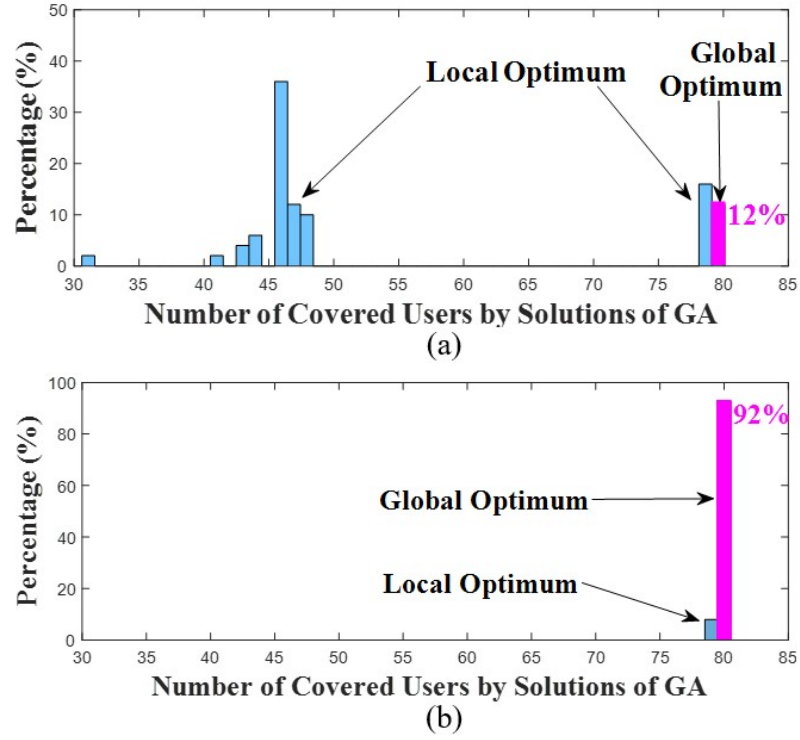 50
40
30
20
10
0
Percentage (%)
Local Optimum
Global
Optimum
12%
30 35 40 45 50 55 60 65 70 75 80 85
Number of Covered Users by Solutions of GA
(a)
100
80
60
40
20
0
Percentage (%)
92%
Global Optimum
Local Optimum
30 35 40 45 50 55 60 65 70 75 80 85
Number of Covered Users by Solutions of GA
(b)